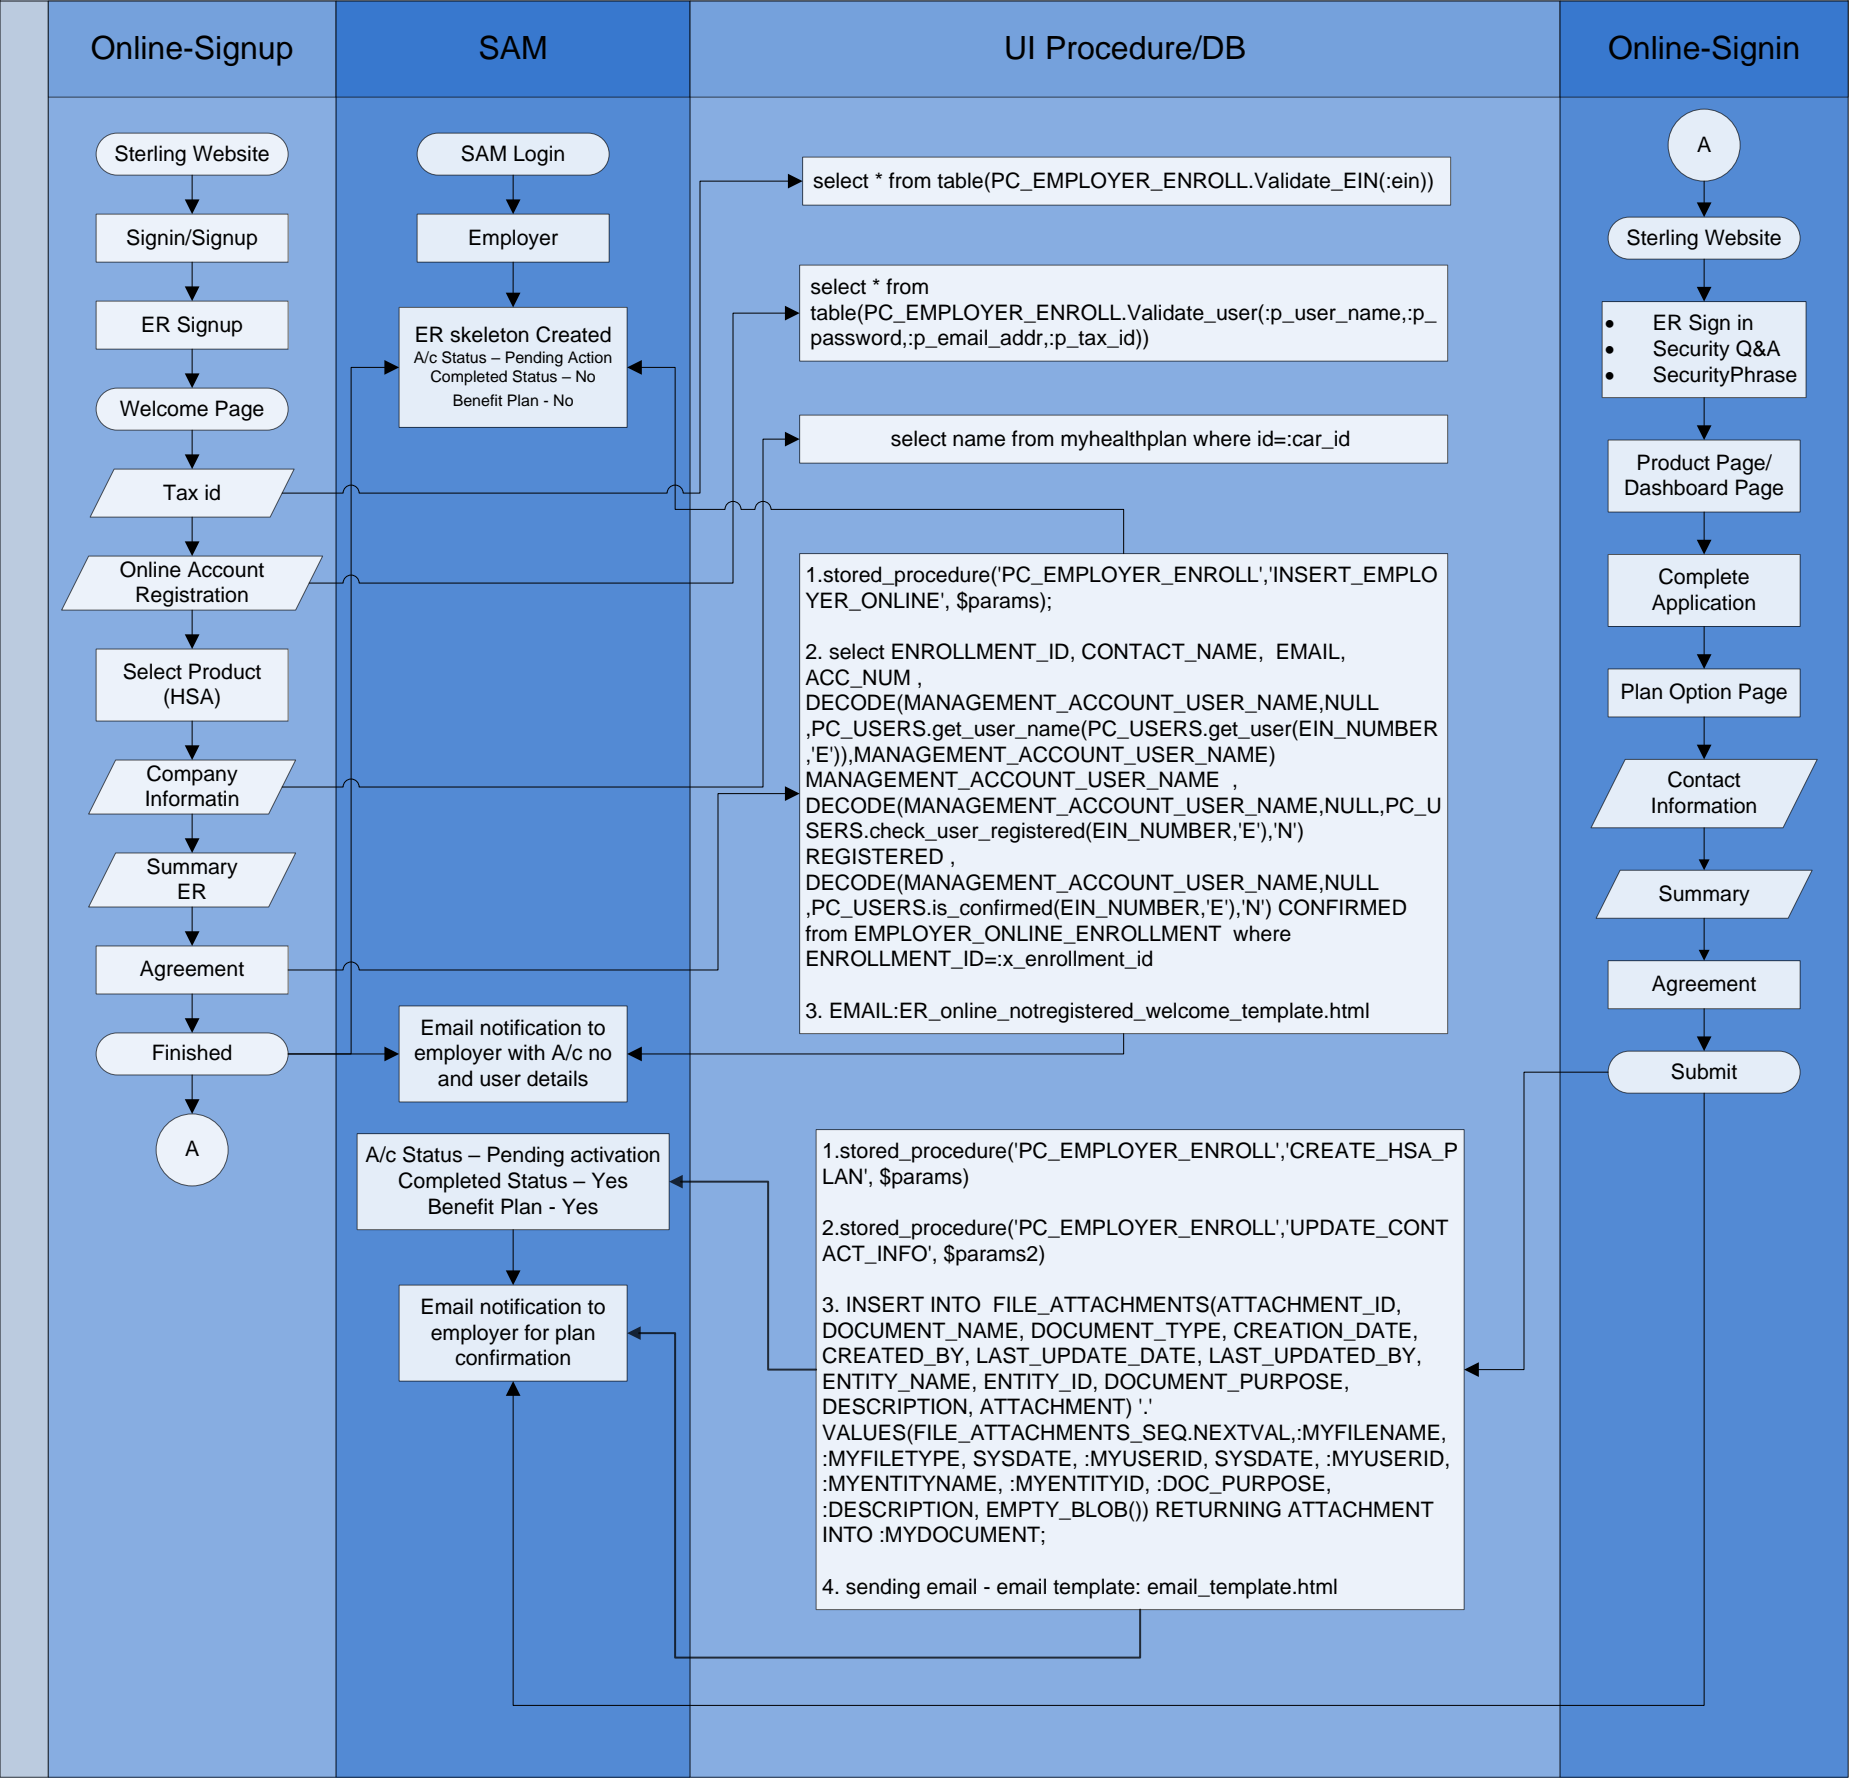 Online-Signup
SAM
UI Procedure/DB
Online-Signin
Sterling Website
Signin/Signup
ER Signup
Welcome Page
Tax id
Online Account
Registration
Select Product
(HSA)
Company
Informatin
Summary
ER
Agreement
Finished
A
SAM Login
Employer
ER skeleton Created
A/c Status – Pending Action
Completed Status – No
Benefit Plan - No
Email notification to
employer with A/c no
and user details
A/c Status – Pending activation
Completed Status – Yes
Benefit Plan - Yes
Email notification to
employer for plan
confirmation
select * from table(PC_EMPLOYER_ENROLL.Validate_EIN(:ein))
select * from
table(PC_EMPLOYER_ENROLL.Validate_user(:p_user_name,:p_
password,:p_email_addr,:p_tax_id))
select name from myhealthplan where id=:car_id
1.stored_procedure('PC_EMPLOYER_ENROLL','INSERT_EMPLO
YER_ONLINE', $params);
2. select ENROLLMENT_ID, CONTACT_NAME, EMAIL,
ACC_NUM ,
DECODE(MANAGEMENT_ACCOUNT_USER_NAME,NULL
,PC_USERS.get_user_name(PC_USERS.get_user(EIN_NUMBER
,'E')),MANAGEMENT_ACCOUNT_USER_NAME)
MANAGEMENT_ACCOUNT_USER_NAME ,
DECODE(MANAGEMENT_ACCOUNT_USER_NAME,NULL,PC_U
SERS.check_user_registered(EIN_NUMBER,'E'),'N')
REGISTERED ,
DECODE(MANAGEMENT_ACCOUNT_USER_NAME,NULL
,PC_USERS.is_confirmed(EIN_NUMBER,'E'),'N') CONFIRMED
from EMPLOYER_ONLINE_ENROLLMENT where
ENROLLMENT_ID=:x_enrollment_id
3. EMAIL:ER_online_notregistered_welcome_template.html
1.stored_procedure('PC_EMPLOYER_ENROLL','CREATE_HSA_P
LAN', $params)
2.stored_procedure('PC_EMPLOYER_ENROLL','UPDATE_CONT
ACT_INFO', $params2)
3. INSERT INTO FILE_ATTACHMENTS(ATTACHMENT_ID,
DOCUMENT_NAME, DOCUMENT_TYPE, CREATION_DATE,
CREATED_BY, LAST_UPDATE_DATE, LAST_UPDATED_BY,
ENTITY_NAME, ENTITY_ID, DOCUMENT_PURPOSE,
DESCRIPTION, ATTACHMENT) '.'
VALUES(FILE_ATTACHMENTS_SEQ.NEXTVAL,:MYFILENAME,
:MYFILETYPE, SYSDATE, :MYUSERID, SYSDATE, :MYUSERID,
:MYENTITYNAME, :MYENTITYID, :DOC_PURPOSE,
:DESCRIPTION, EMPTY_BLOB()) RETURNING ATTACHMENT
INTO :MYDOCUMENT;
4. sending email - email template: email_template.html
A
Sterling Website
• ER Sign in
• Security Q&A
• SecurityPhrase
Product Page/
Dashboard Page
Complete
Application
Plan Option Page
Contact
Information
Summary
Agreement
Submit